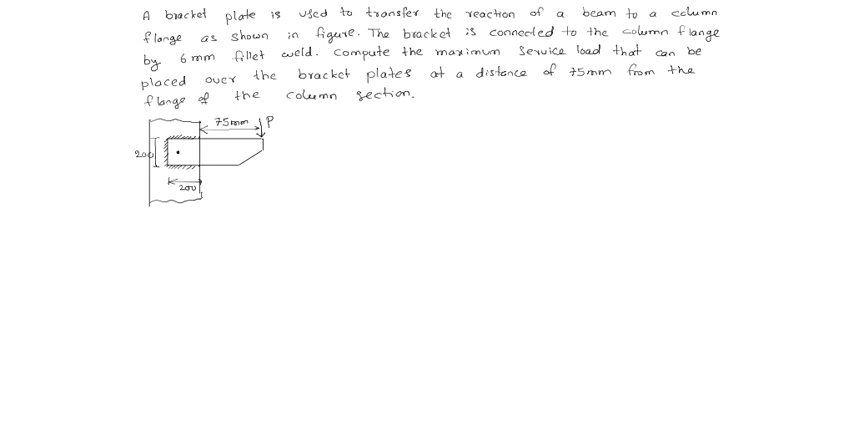 A bracket plate is used to transfer the reaction of a beam to a column
flange as shown in figure. The bracket is connected to the column flange
by 6mm fillet weld. Compute the maximum service load that can be
placed over the bracket plates at a distance of 75mm from the
flange of the column section.
75mm P
200
200